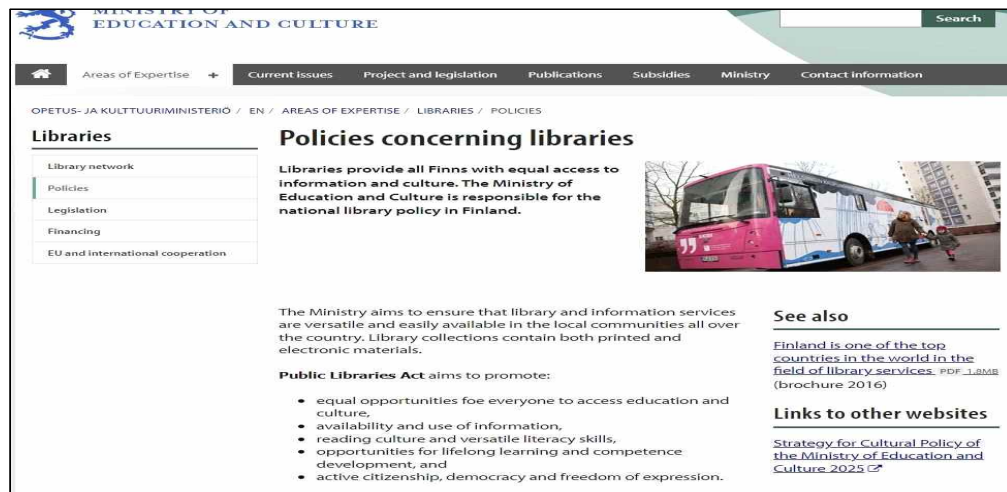 MINISTRY OF
EDUCATION AND CULTURE
Search
Areas of Expertise +
Current issues
Project and legislation
Publications
Subsidies
Ministry
Contact information
OPETUS- JA KULTTUURIMINISTERIÖ / EN / AREAS OF EXPERTISE / LIBRARIES / POLICIES
Libraries
Library network
Policies
Legislation
Financing
EU and international cooperation
Policies concerning libraries
Libraries provide all Finns with equal access to
information and culture. The Ministry of
Education and Culture is responsible for the
national library policy in Finland.
The Ministry aims to ensure that library and information services
are versatile and easily available in the local communities all over
the country. Library collections contain both printed and
electronic materials.
Public Libraries Act aims to promote:
• equal opportunities foe everyone to access education and
culture,
• availability and use of information,
• reading culture and versatile literacy skills,
• opportunities for lifelong learning and competence
development, and
• active citizenship, democracy and freedom of expression.
See also
Finland is one of the top
countries in the world in the
field of library services PDF 1.8MB
(brochure 2016)
Links to other websites
Strategy for Cultural Policy of
the Ministry of Education and
Culture 2025